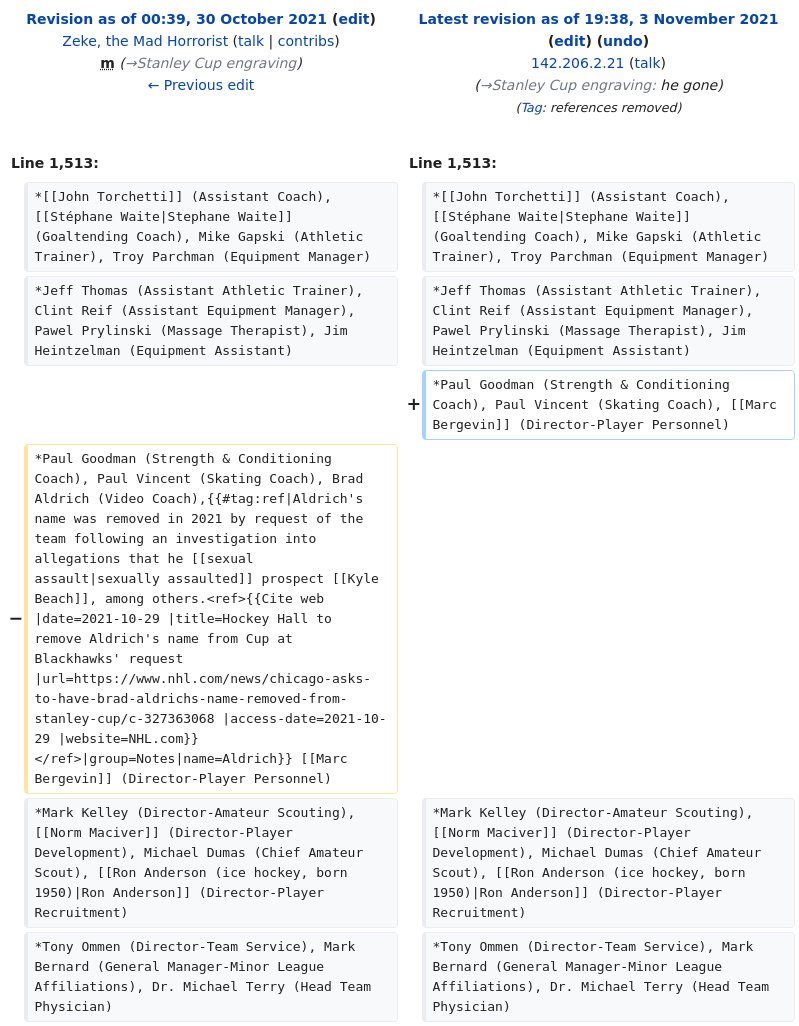 Revision as of 00:39, 30 October 2021 (edit)
Zeke, the Mad Horrorist (talk | contribs)
m (→Stanley Cup engraving)
← Previous edit
Latest revision as of 19:38, 3 November 2021
(edit) (undo)
142.206.2.21 (talk)
(→Stanley Cup engraving: he gone)
(Tag: references removed)
Line 1,513:
Line 1,513:
*[[John Torchetti]] (Assistant Coach),
[[Stéphane Waite|Stephane Waite]]
(Goaltending Coach), Mike Gapski (Athletic
Trainer), Troy Parchman (Equipment Manager)
*[[John Torchetti]] (Assistant Coach),
[[Stéphane Waite|Stephane Waite]]
(Goaltending Coach), Mike Gapski (Athletic
Trainer), Troy Parchman (Equipment Manager)
*Jeff Thomas (Assistant Athletic Trainer),
Clint Reif (Assistant Equipment Manager),
Pawel Prylinski (Massage Therapist), Jim
Heintzelman (Equipment Assistant)
*Jeff Thomas (Assistant Athletic Trainer),
Clint Reif (Assistant Equipment Manager),
Pawel Prylinski (Massage Therapist), Jim
Heintzelman (Equipment Assistant)
+
*Paul Goodman (Strength & Conditioning
Coach), Paul Vincent (Skating Coach), [[Marc
Bergevin]] (Director-Player Personnel)
−
*Paul Goodman (Strength & Conditioning
Coach), Paul Vincent (Skating Coach), Brad
Aldrich (Video Coach),{{#tag:ref|Aldrich's
name was removed in 2021 by request of the
team following an investigation into
allegations that he [[sexual
assault|sexually assaulted]] prospect [[Kyle
Beach]], among others.<ref>{{Cite web
|date=2021-10-29 |title=Hockey Hall to
remove Aldrich's name from Cup at
Blackhawks' request
|url=https://www.nhl.com/news/chicago-asks-
to-have-brad-aldrichs-name-removed-from-
stanley-cup/c-327363068 |access-date=2021-10-
29 |website=NHL.com}}
</ref>|group=Notes|name=Aldrich}} [[Marc
Bergevin]] (Director-Player Personnel)
*Mark Kelley (Director-Amateur Scouting),
[[Norm Maciver]] (Director-Player
Development), Michael Dumas (Chief Amateur
Scout), [[Ron Anderson (ice hockey, born
1950)|Ron Anderson]] (Director-Player
Recruitment)
*Mark Kelley (Director-Amateur Scouting),
[[Norm Maciver]] (Director-Player
Development), Michael Dumas (Chief Amateur
Scout), [[Ron Anderson (ice hockey, born
1950)|Ron Anderson]] (Director-Player
Recruitment)
*Tony Ommen (Director-Team Service), Mark
Bernard (General Manager-Minor League
Affiliations), Dr. Michael Terry (Head Team
Physician)
*Tony Ommen (Director-Team Service), Mark
Bernard (General Manager-Minor League
Affiliations), Dr. Michael Terry (Head Team
Physician)